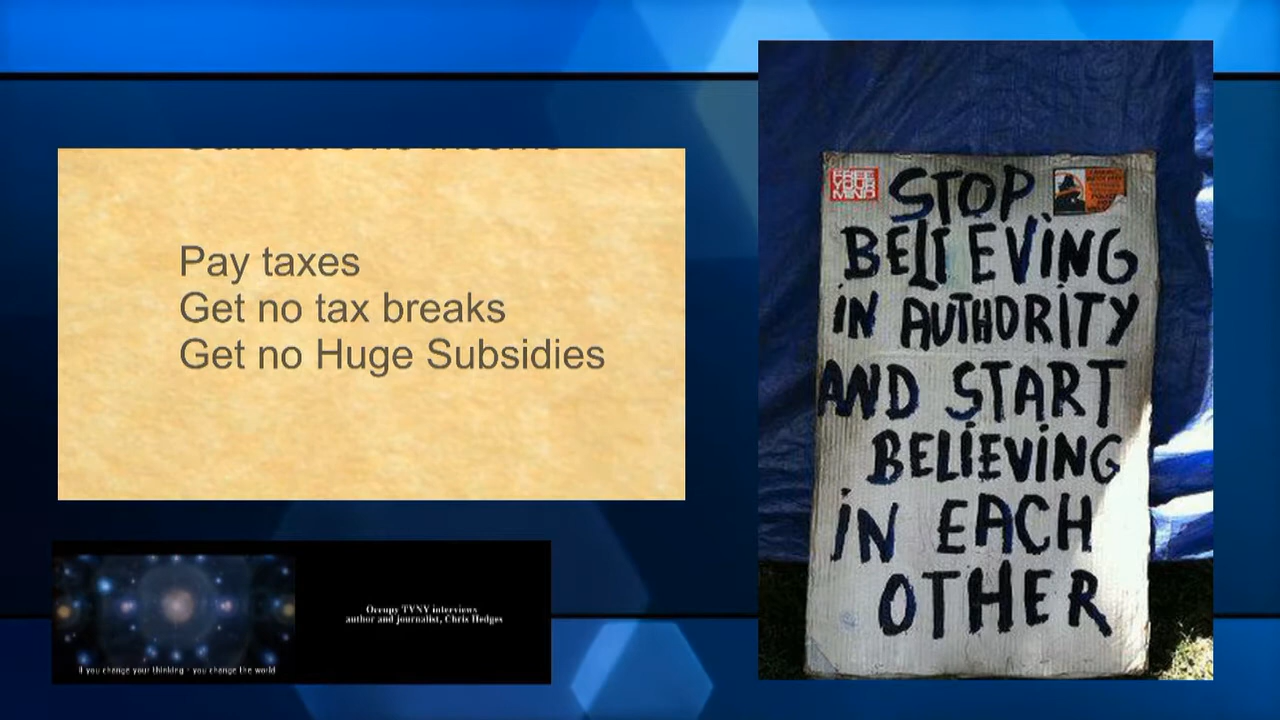 Pay taxes
Get no tax breaks
Get no Huge Subsidies
FREE
YOUR
MIND
STOP
BELIEVING
IN AUTHORITY
AND START
BELIEVING
IN EACH
OTHER
Occupy TVNY interviews
author and journalist, Chris Hedges
If you change your thinking - you change the world